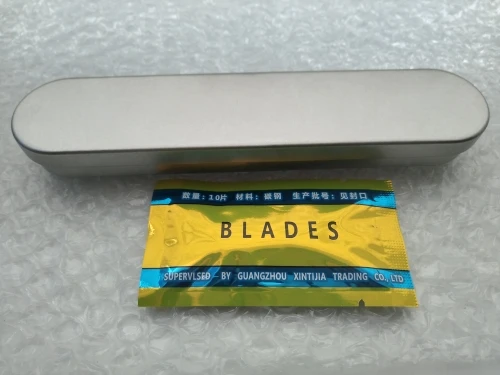 数量：10片 材料：碳钢 生产批号：见封口
BLADES
SUPERVLSED - BY GUANGZHOU XINTIJIA TRADING CO., LTD